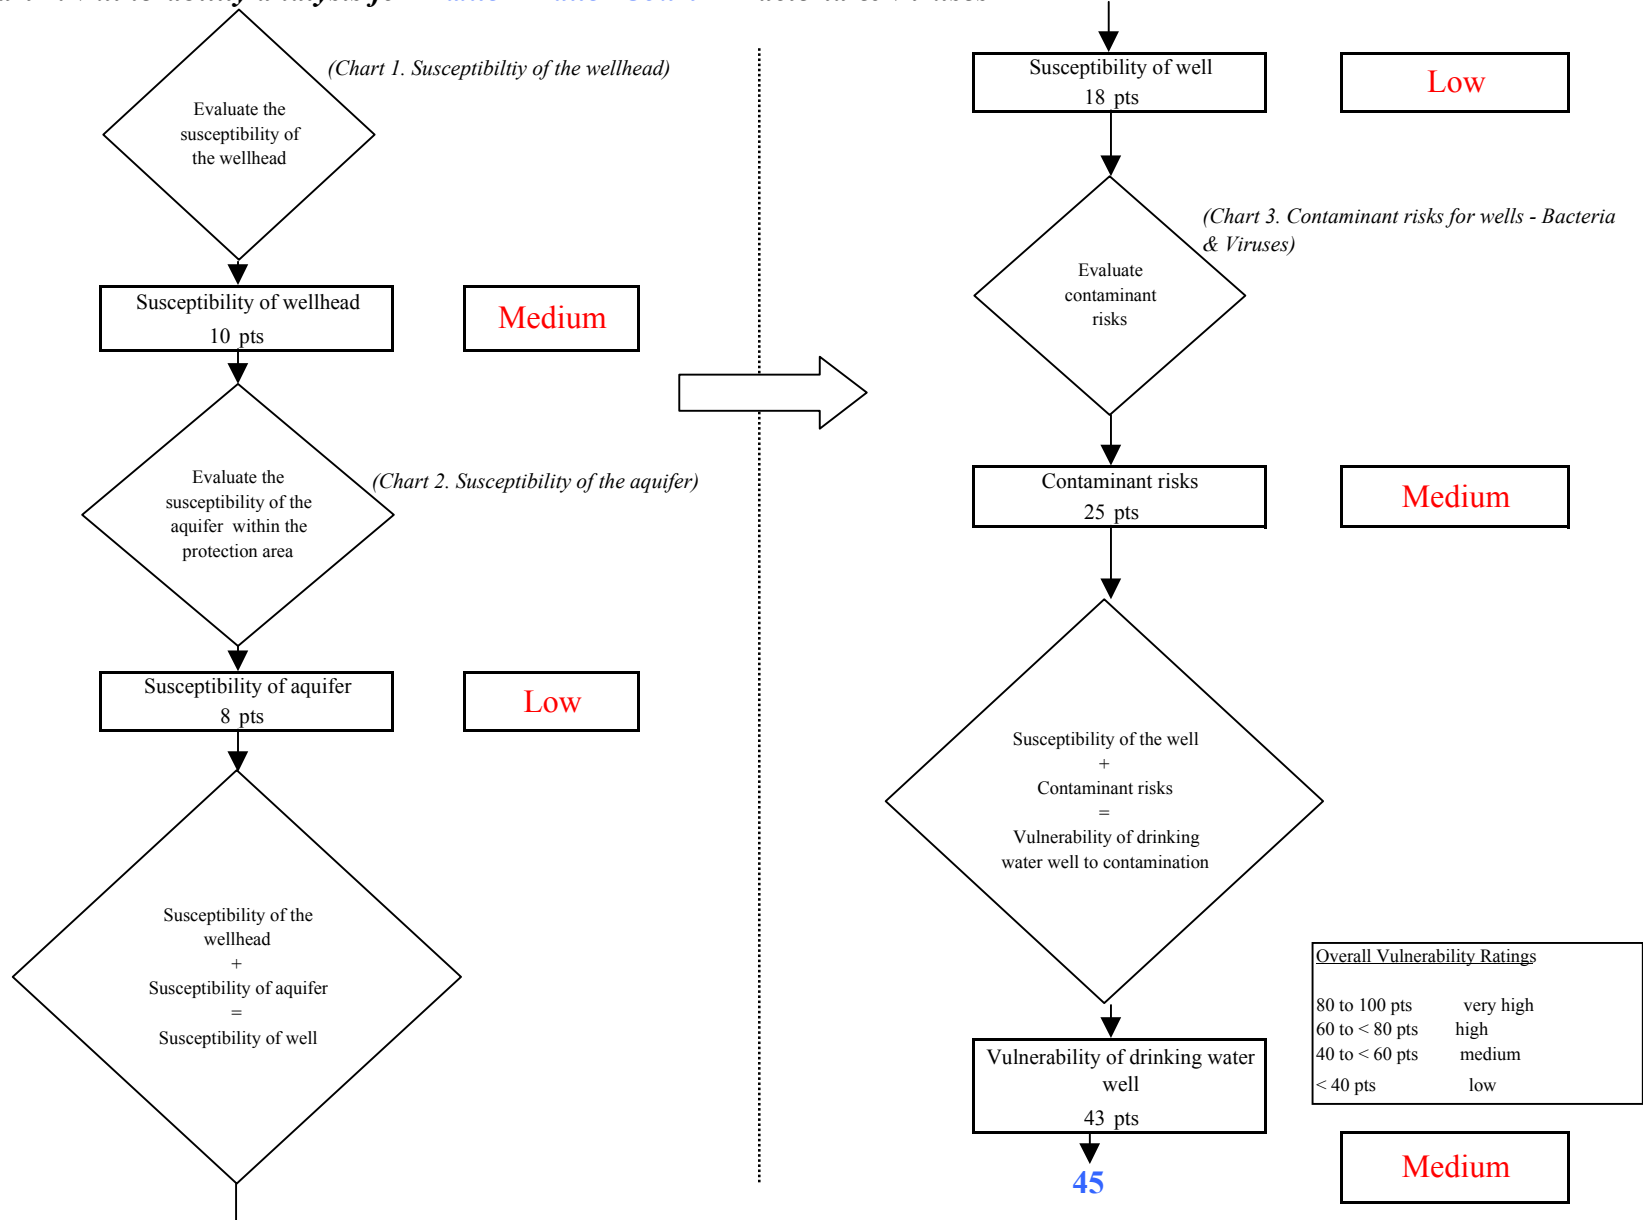 analysis for
Bacteria & Viruses
(Chart 1. Susceptibiltiy of the wellhead)
Evaluate the
susceptibility of
the wellhead
Susceptibility of wellhead
10 pts
Medium
Evaluate the
susceptibility of the
aquifer within the
protection area
(Chart 2. Susceptibility of the aquifer)
Susceptibility of aquifer
8 pts
Low
Susceptibility of the
wellhead
+
Susceptibility of aquifer
=
Susceptibility of well
Susceptibility of well
18 pts
Low
(Chart 3. Contaminant risks for wells - Bacteria
& Viruses)
Evaluate
contaminant
risks
Contaminant risks
25 pts
Medium
Susceptibility of the well
+
Contaminant risks
=
Vulnerability of drinking
water well to contamination
Overall Vulnerability Ratings
80 to 100 pts very high
60 to < 80 pts high
40 to < 60 pts medium
< 40 pts low
Vulnerability of drinking water
well
43 pts
45
Medium